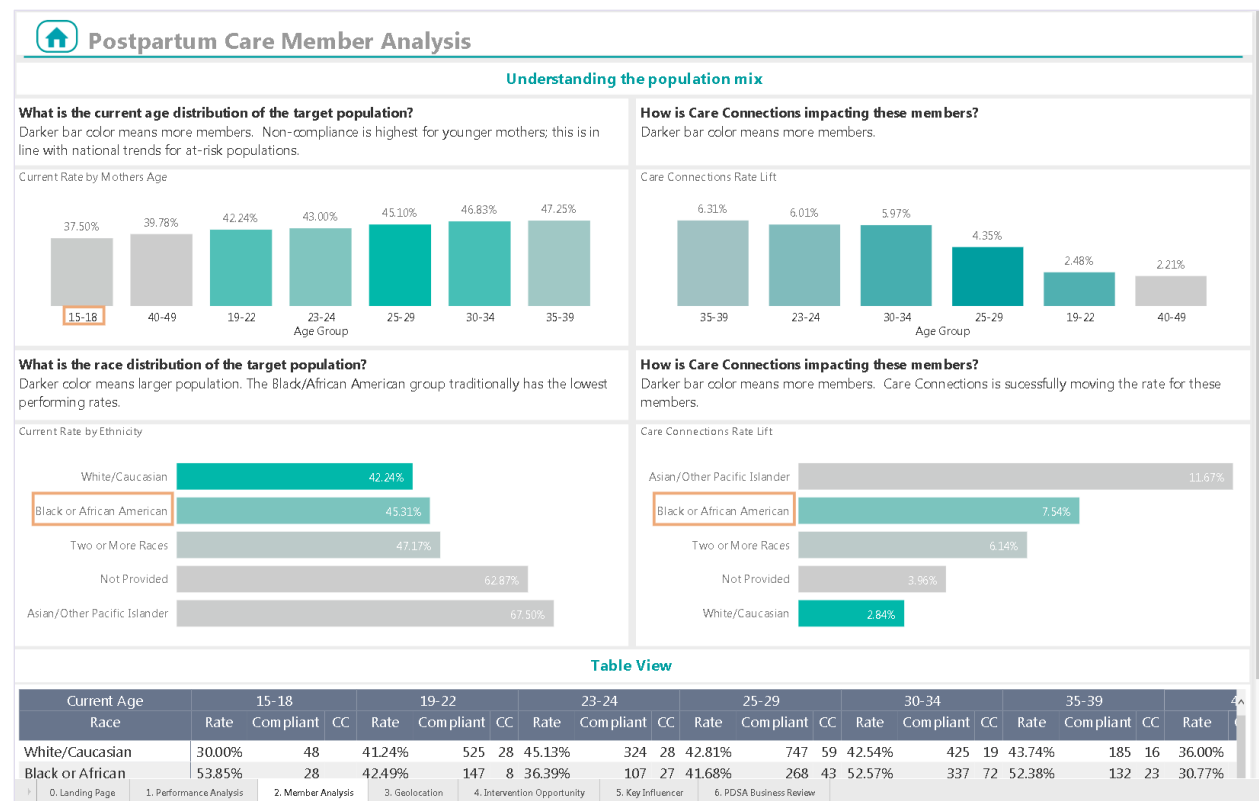 Postpartum Care Member Analysis
Understanding the population mix
What is the current age distribution of the target population?
Darker bar color means more members. Non-compliance is highest for younger mothers; this is in
line with national trends for at-risk populations.
How is Care Connections impacting these members?
Darker bar color means more members.
Current Rate by Mothers Age
37.50% 39.78% 42.24% 43.00% 45.10% 46.83% 47.25%
15-18 40-49 19-22 23-24 25-29 30-34 35-39
Age Group
Care Connections Rate Lift
6.31% 6.01% 5.97% 4.35% 2.48% 2.21%
35-39 23-24 30-34 25-29 19-22 40-49
Age Group
What is the race distribution of the target population?
Darker color means larger population. The Black/African American group traditionally has the lowest
performing rates.
How is Care Connections impacting these members?
Darker bar color means more members. Care Connections is sucessfully moving the rate for these
members.
Current Rate by Ethnicity
White/Caucasian 42.24%
Black or African American 45.31%
Two or More Races 47.17%
Not Provided 62.87%
Asian/Other Pacific Islander 67.50%
Care Connections Rate Lift
Asian/Other Pacific Islander 11.67%
Black or African American 7.54%
Two or More Races 6.14%
Not Provided 3.96%
White/Caucasian 2.84%
Table View
Current Age 15-18 19-22 23-24 25-29 30-34 35-39
Race Rate Compliant CC Rate Compliant CC Rate Compliant CC Rate Compliant CC Rate Compliant CC Rate Compliant CC Rate
White/Caucasian 30.00% 48 41.24% 525 28 45.13% 324 28 42.81% 747 59 42.54% 425 19 43.74% 185 16 36.00%
Black or African 53.85% 28 42.49% 147 8 36.39% 107 27 41.68% 268 43 52.57% 337 72 52.38% 132 23 30.77%
0. Landing Page 1. Performance Analysis 2. Member Analysis 3. Geolocation 4. Intervention Opportunity 5. Key Influencer 6. PDSA Business Review